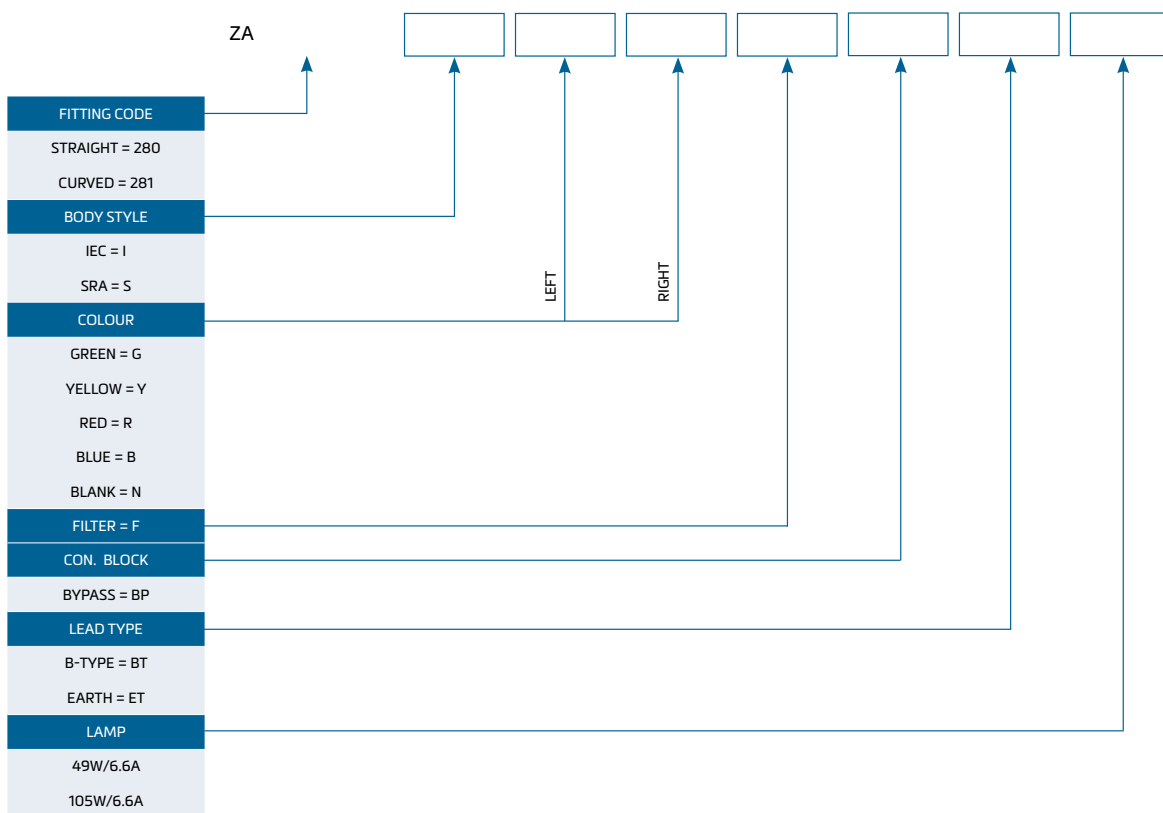 ZA
FITTING CODE
STRAIGHT = 280
CURVED = 281
BODY STYLE
IEC = I
SRA = S
LEFT
RIGHT
COLOUR
GREEN = G
YELLOW = Y
RED = R
BLUE = B
BLANK = N
FILTER = F
CON. BLOCK
BYPASS = BP
LEAD TYPE
B-TYPE = BT
EARTH = ET
LAMP
49W/6.6A
105W/6.6A